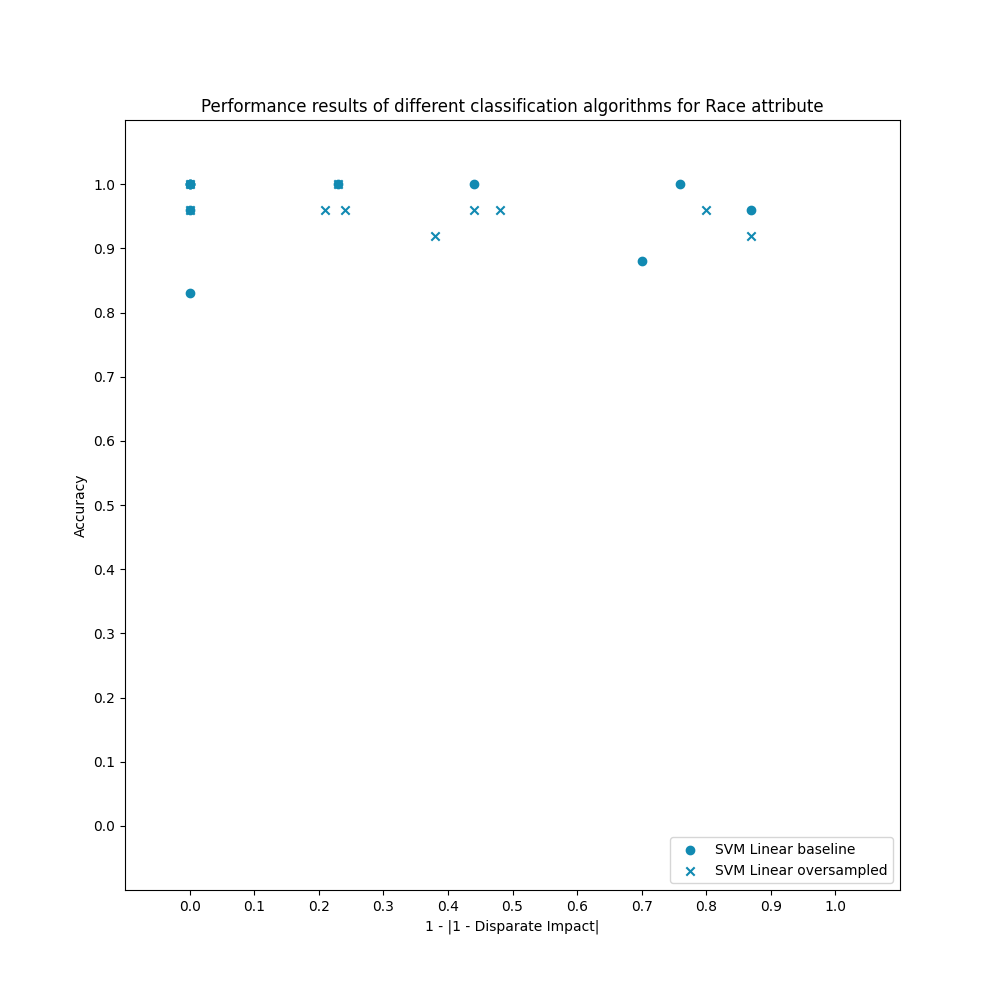 Performance results of different classification algorithms for Race attribute
1.0
0.9
0.8
0.7
0.6
0.5
0.4
0.3
0.2
0.1
0.0
Accuracy
SVM Linear baseline
SVM Linear oversampled
0.0 0.1 0.2 0.3 0.4 0.5 0.6 0.7 0.8 0.9 1.0
1 - |1 - Disparate Impact|